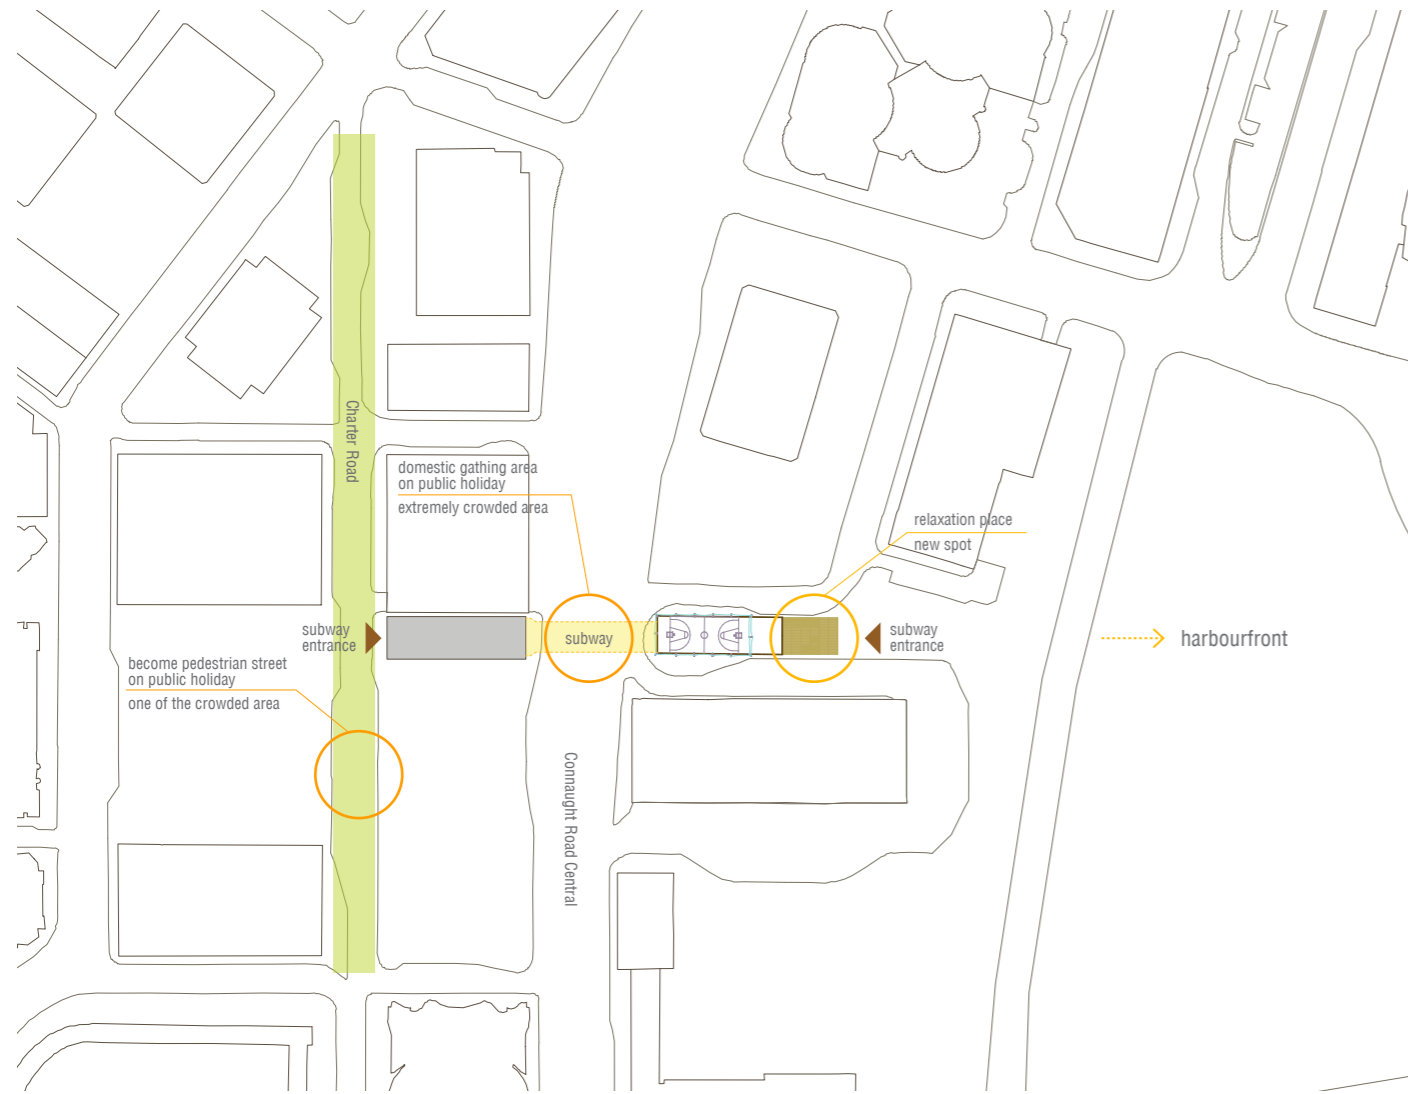 Charter Road
domestic gathing area
on public holiday
extremely crowded area
relaxation place
new spot
subway
entrance
subway
subway
entrance
harbourfront
become pedestrian street
on public holiday
one of the crowded area
Connaught Road Central